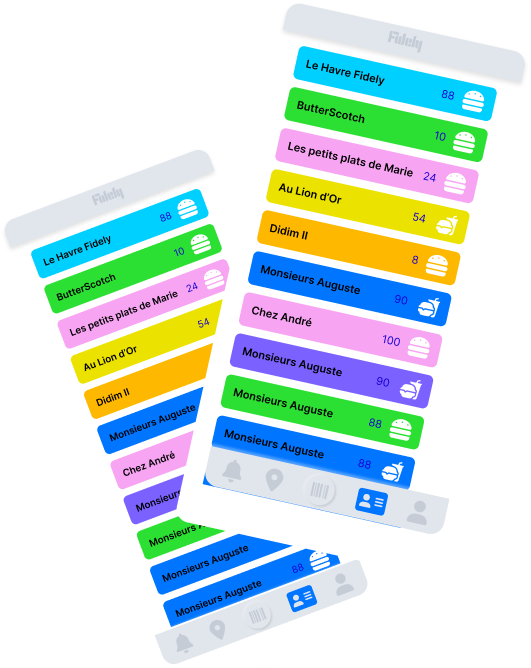 Fidely
Le Havre Fidely 88
ButterScotch 10
Les petits plats de Marie 24
Au Lion d'Or 54
Didim II 8
Monsieurs Auguste 90
Chez André 100
Monsieurs Auguste 90
Monsieurs Auguste 88
Monsieurs Auguste 88
Fidely
Le Havre Fidely 88
ButterScotch 10
Les petits plats de Marie 24
Au Lion d'Or 54
Didim II
Monsieurs Auguste
Chez André
Monsieurs Auguste
Monsieurs Auguste 88